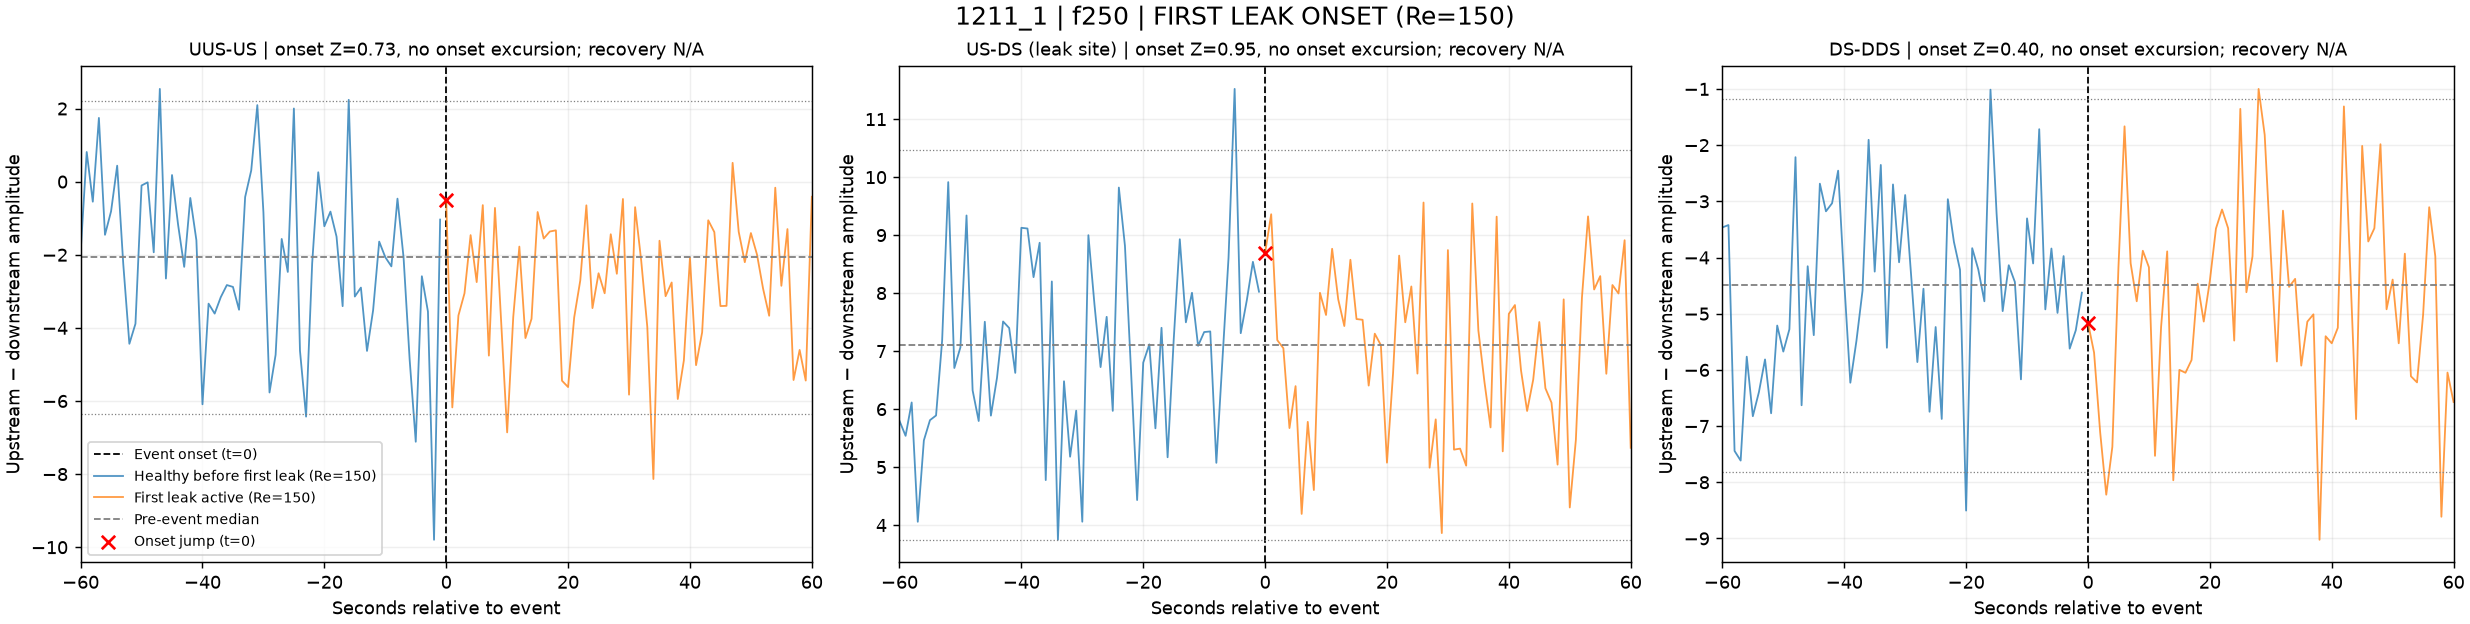 1211_1 | f250 | FIRST LEAK ONSET (Re=150)
UUS-US | onset Z=0.73, no onset excursion; recovery N/A
Upstream − downstream amplitude
2
0
−2
−4
−6
−8
−10
Event onset (t=0)
Healthy before first leak (Re=150)
First leak active (Re=150)
Pre-event median
Onset jump (t=0)
−60 −40 −20 0 20 40 60
Seconds relative to event
US-DS (leak site) | onset Z=0.95, no onset excursion; recovery N/A
Upstream − downstream amplitude
11
10
9
8
7
6
5
4
−60 −40 −20 0 20 40 60
Seconds relative to event
DS-DDS | onset Z=0.40, no onset excursion; recovery N/A
Upstream − downstream amplitude
−1
−2
−3
−4
−5
−6
−7
−8
−9
−60 −40 −20 0 20 40 60
Seconds relative to event